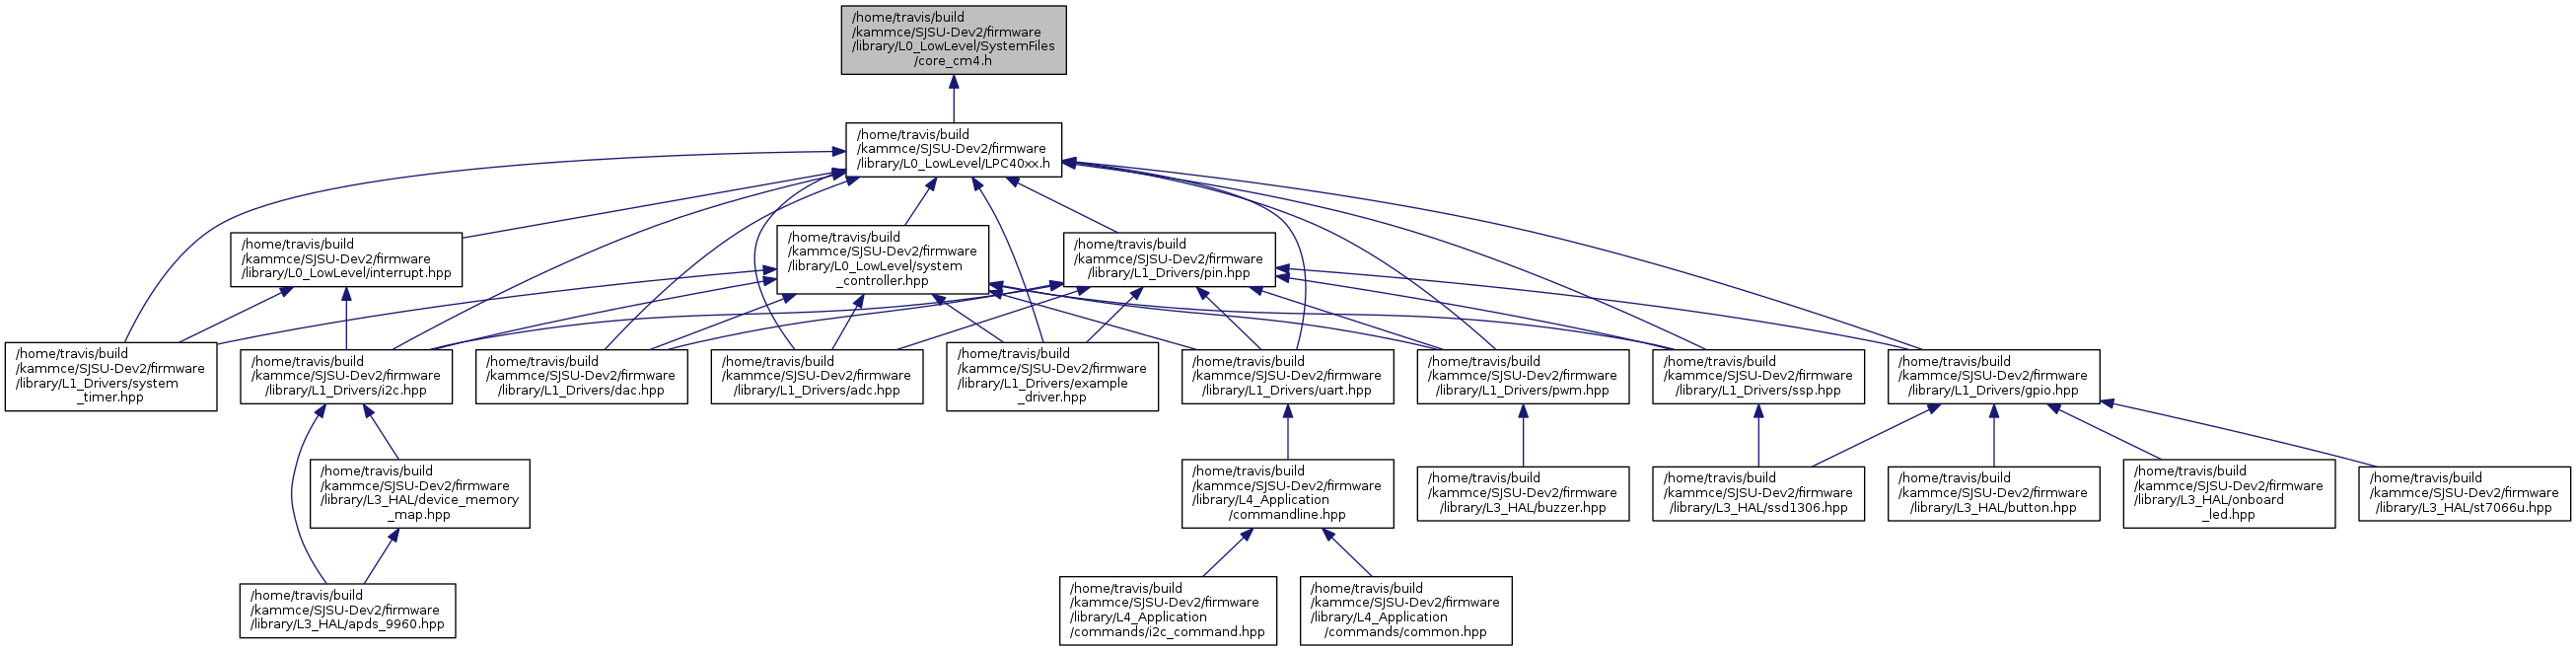 /home/travis/build
/kammce/SJSU-Dev2/firmware
/library/L0_LowLevel/SystemFiles
/core_cm4.h
/home/travis/build
/kammce/SJSU-Dev2/firmware
/library/L0_LowLevel/LPC40xx.h
/home/travis/build
/kammce/SJSU-Dev2/firmware
/library/L0_LowLevel/interrupt.hpp
/home/travis/build
/kammce/SJSU-Dev2/firmware
/library/L0_LowLevel/system
_controller.hpp
/home/travis/build
/kammce/SJSU-Dev2/firmware
/library/L1_Drivers/pin.hpp
/home/travis/build
/kammce/SJSU-Dev2/firmware
/library/L1_Drivers/system
_timer.hpp
/home/travis/build
/kammce/SJSU-Dev2/firmware
/library/L1_Drivers/i2c.hpp
/home/travis/build
/kammce/SJSU-Dev2/firmware
/library/L1_Drivers/dac.hpp
/home/travis/build
/kammce/SJSU-Dev2/firmware
/library/L1_Drivers/adc.hpp
/home/travis/build
/kammce/SJSU-Dev2/firmware
/library/L1_Drivers/example
_driver.hpp
/home/travis/build
/kammce/SJSU-Dev2/firmware
/library/L1_Drivers/uart.hpp
/home/travis/build
/kammce/SJSU-Dev2/firmware
/library/L1_Drivers/pwm.hpp
/home/travis/build
/kammce/SJSU-Dev2/firmware
/library/L1_Drivers/ssp.hpp
/home/travis/build
/kammce/SJSU-Dev2/firmware
/library/L1_Drivers/gpio.hpp
/home/travis/build
/kammce/SJSU-Dev2/firmware
/library/L3_HAL/device_memory
_map.hpp
/home/travis/build
/kammce/SJSU-Dev2/firmware
/library/L4_Application
/commandline.hpp
/home/travis/build
/kammce/SJSU-Dev2/firmware
/library/L3_HAL/buzzer.hpp
/home/travis/build
/kammce/SJSU-Dev2/firmware
/library/L3_HAL/ssd1306.hpp
/home/travis/build
/kammce/SJSU-Dev2/firmware
/library/L3_HAL/button.hpp
/home/travis/build
/kammce/SJSU-Dev2/firmware
/library/L3_HAL/onboard
_led.hpp
/home/travis/build
/kammce/SJSU-Dev2/firmware
/library/L3_HAL/st7066u.hpp
/home/travis/build
/kammce/SJSU-Dev2/firmware
/library/L3_HAL/apds_9960.hpp
/home/travis/build
/kammce/SJSU-Dev2/firmware
/library/L4_Application
/commands/i2c_command.hpp
/home/travis/build
/kammce/SJSU-Dev2/firmware
/library/L4_Application
/commands/common.hpp